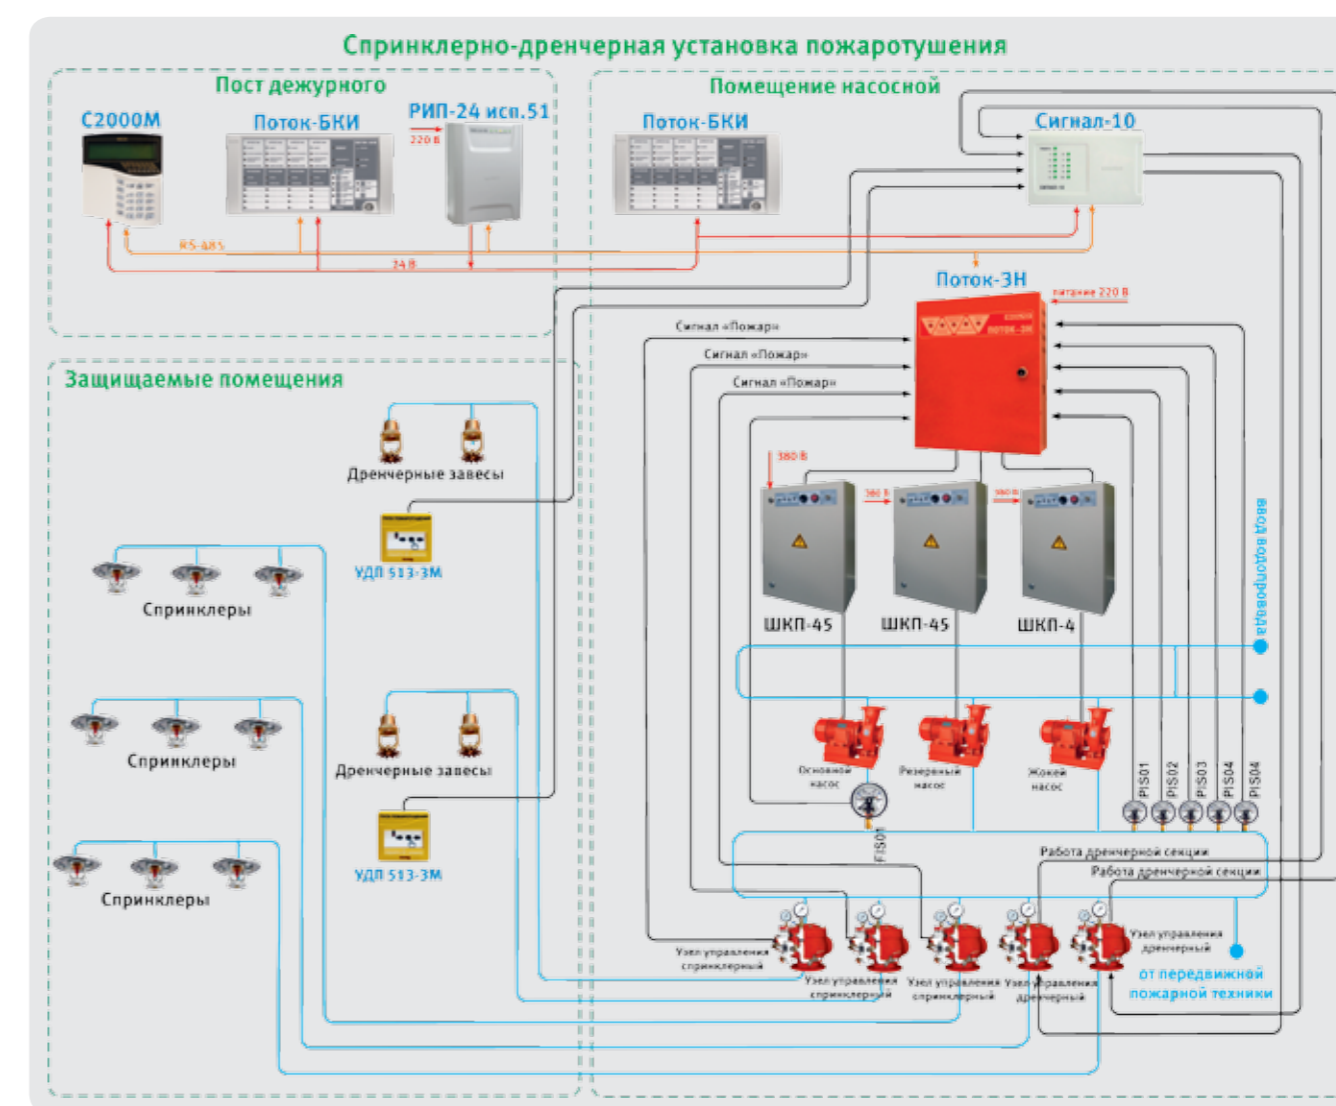 Спринклерно-дренчерная установка пожаротушения
Пост дежурного
Помещение насосной
С2000М
Поток-БКИ
РИП-24 исп.51
220 В
Поток-БКИ
Сигнал-10
RS-485
24 В
Поток-3Н
питание 220 В
ПОТОК-3Н
Сигнал «Пожар»
Сигнал «Пожар»
Сигнал «Пожар»
Защищаемые помещения
Дренчерные завесы
УДП 513-3М
Спринклеры
380 В
380 В
380 В
ШКП-45
ШКП-45
ШКП-4
ввод водопровода
Спринклеры
Дренчерные завесы
УДП 513-3М
Спринклеры
Основной
насос
Резервный
насос
Жокей
насос
PIS01
PIS02
PIS03
PIS04
PIS04
FIS01
Работа дренчерной секции
Работа дренчерной секции
Узел управления
спринклерный
Узел управления
спринклерный
Узел управления
спринклерный
Узел управления
дренчерный
Узел управления
дренчерный
от передвижной
пожарной техники